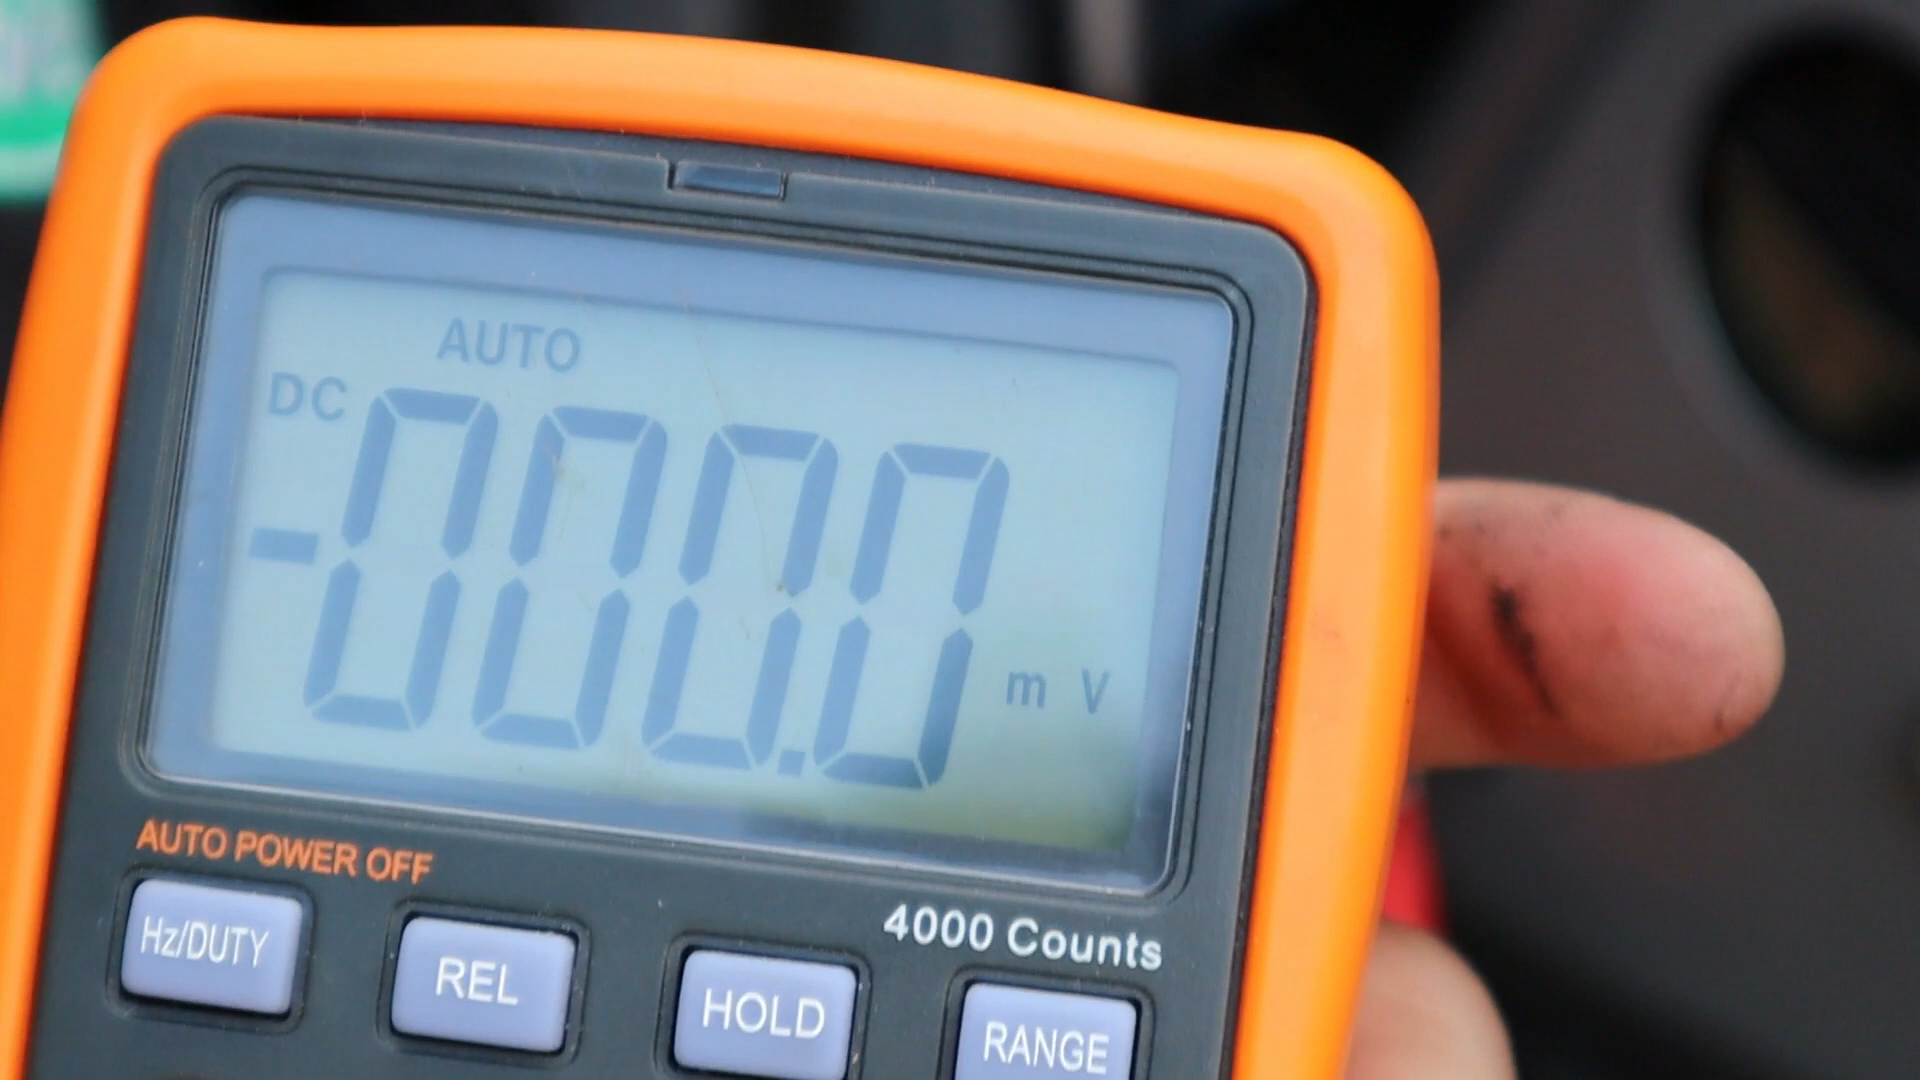 AUTO
DC
-000.0
m V
AUTO POWER OFF
4000 Counts
Hz/DUTY
REL
HOLD
RANGE